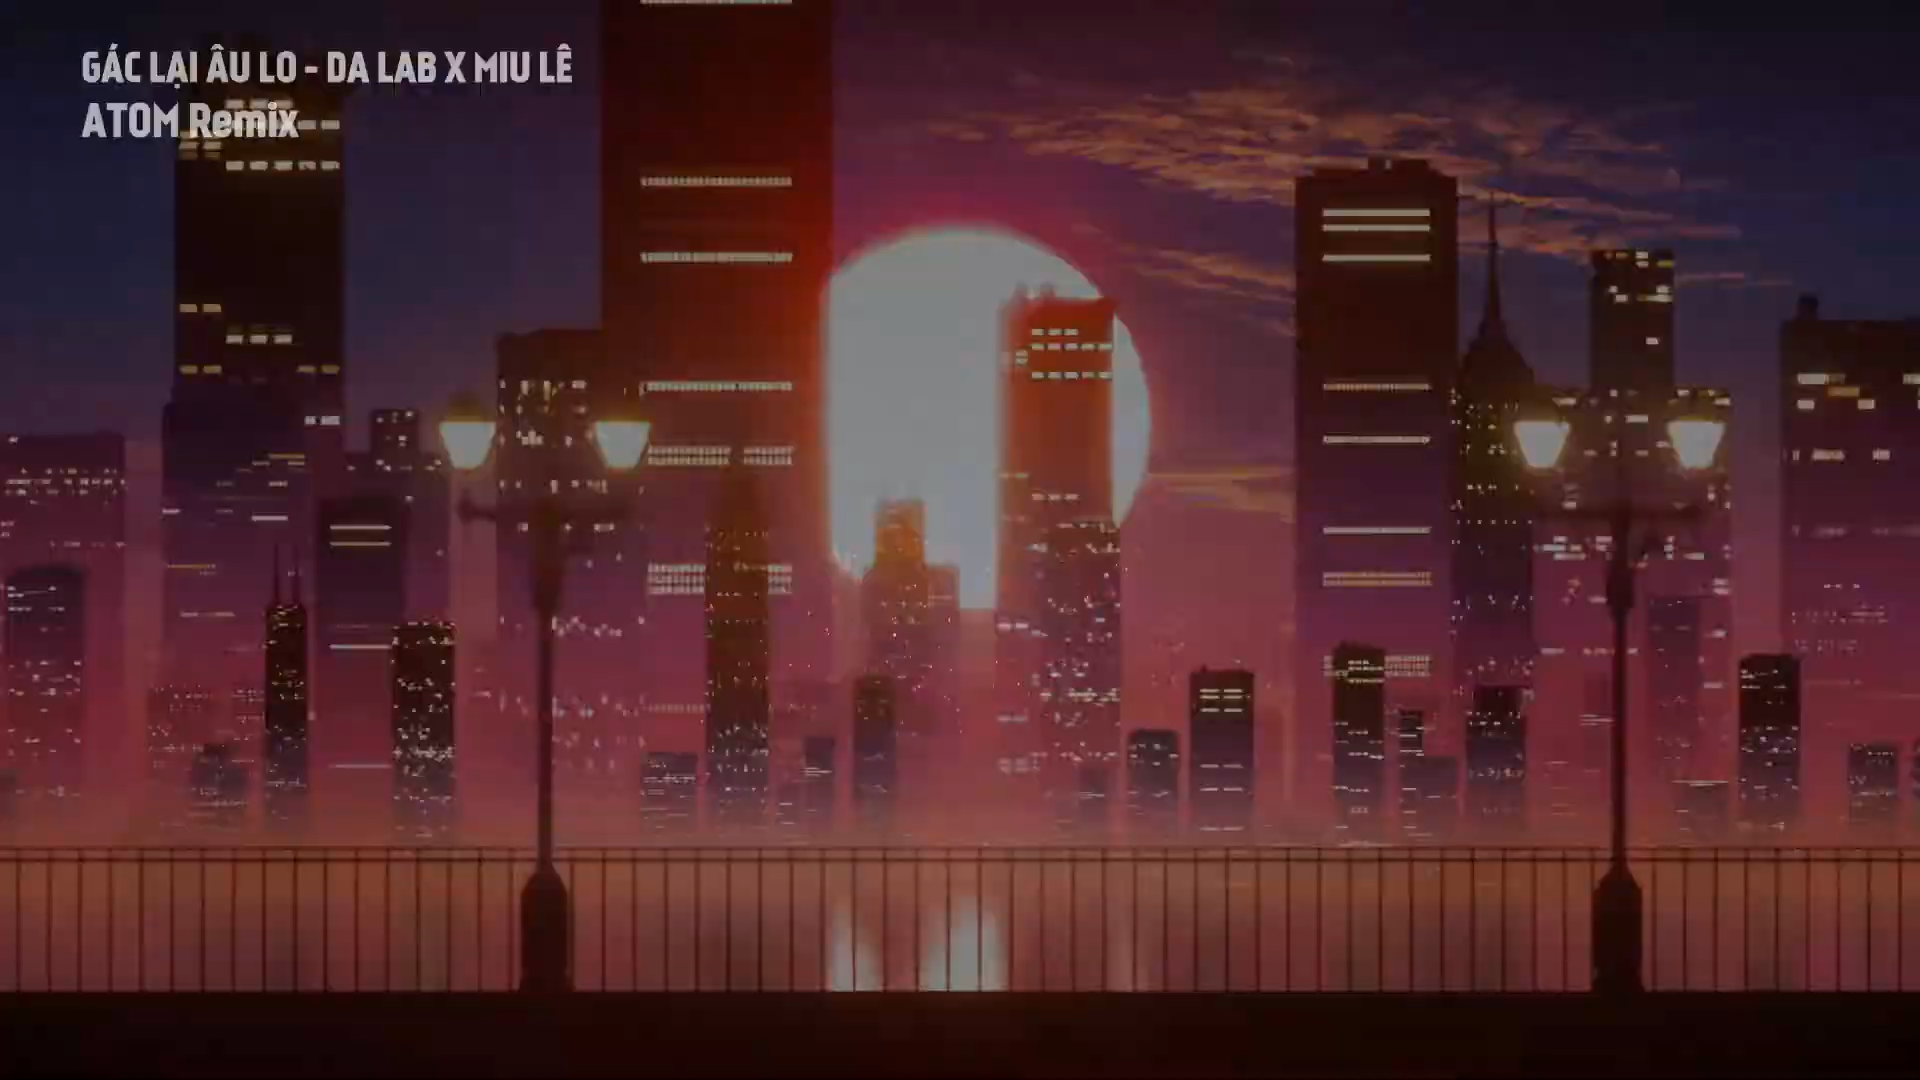 GÁC LẠI ÂU LO - DA LAB X MIU LÊ
ATOM Remix